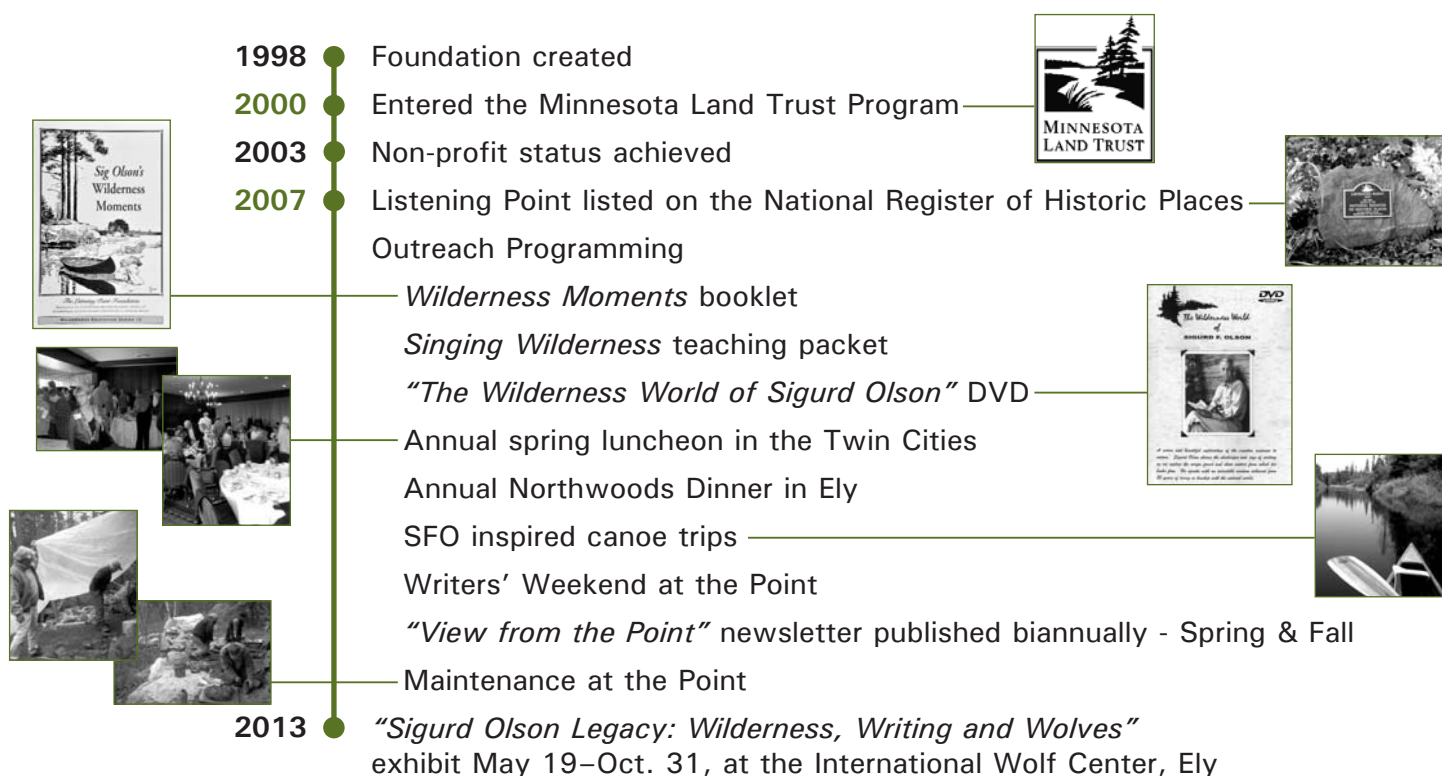 1998 Foundation created
2000 Entered the Minnesota Land Trust Program
MINNESOTA
LAND TRUST
2003 Non-profit status achieved
2007 Listening Point listed on the National Register of Historic Places
Sig Olson's
Wilderness
Moments
The Listening Point Foundation
Outreach Programming
Wilderness Moments booklet
Singing Wilderness teaching packet
"The Wilderness World of Sigurd Olson" DVD
DVD
The Wilderness World
of
SIGURD F. OLSON
Annual spring luncheon in the Twin Cities
Annual Northwoods Dinner in Ely
SFO inspired canoe trips
Writers' Weekend at the Point
"View from the Point" newsletter published biannually - Spring & Fall
Maintenance at the Point
2013 "Sigurd Olson Legacy: Wilderness, Writing and Wolves"
exhibit May 19–Oct. 31, at the International Wolf Center, Ely